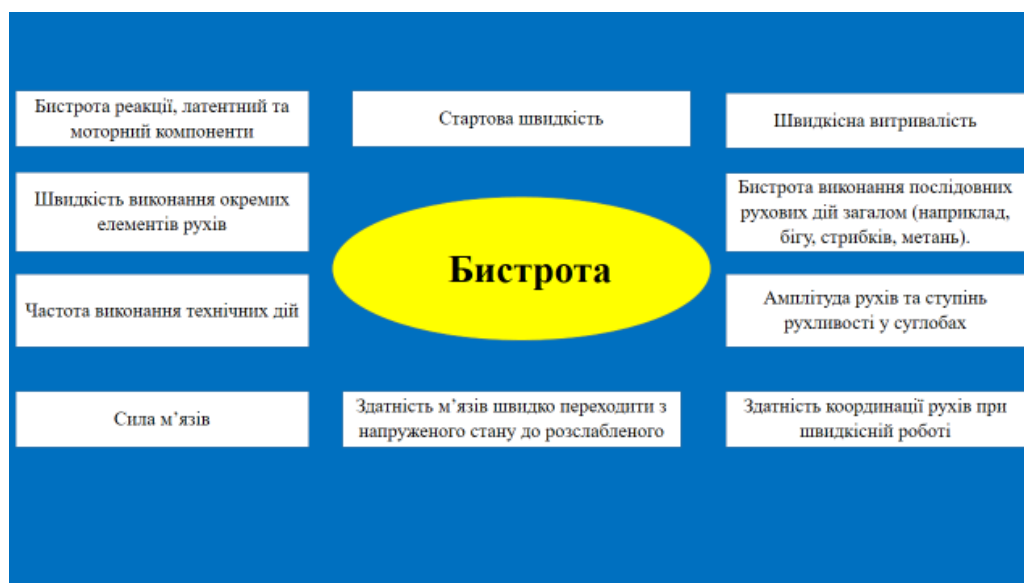 Бистрота реакції, латентний та
моторний компоненти
Стартова швидкість
Швидкісна витривалість
Швидкість виконання окремих
елементів рухів
Бистрота виконання послідовних
рухових дій загалом (наприклад,
бігу, стрибків, метань).
Бистрота
Частота виконання технічних дій
Амплітуда рухів та ступінь
рухливості у суглобах
Сила м’язів
Здатність м’язів швидко переходити з
напруженого стану до розслабленого
Здатність координації рухів при
швидкісній роботі